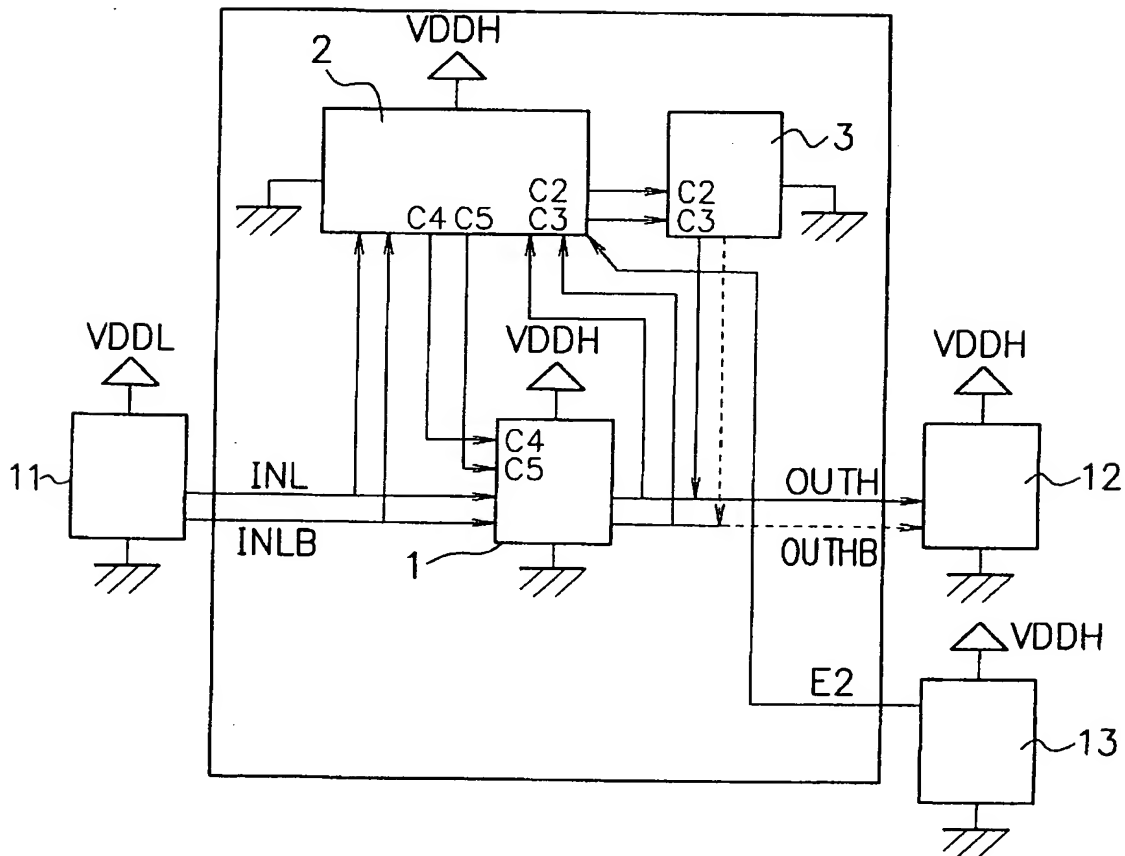 VDDH
2
3
C2
C3
C4 C5
C2
C3
VDDL
VDDH
VDDH
11
C4
C5
INL
INLB
1
OUTH
OUTHB
12
VDDH
E2
13